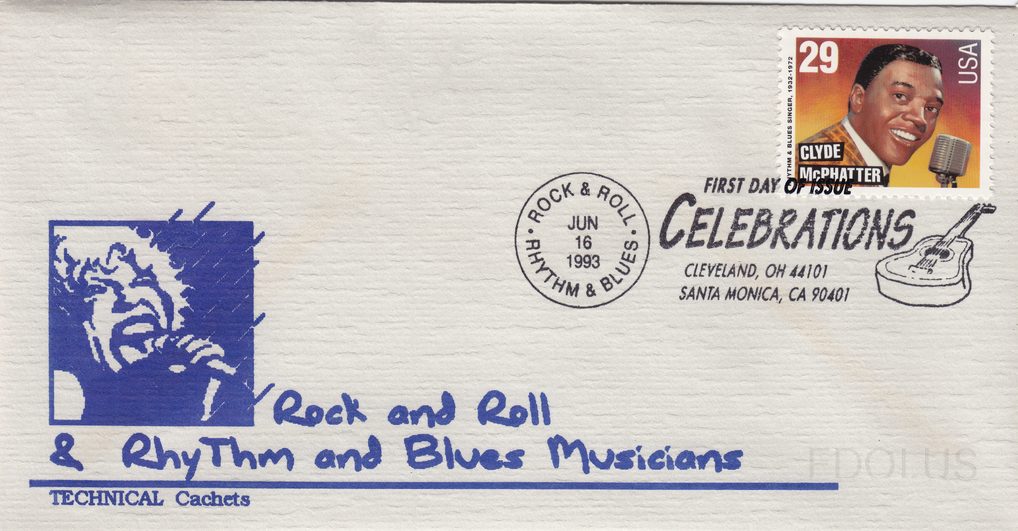 29
USA
RHYTHM & BLUES SINGER, 1932-1972
CLYDE
McPHATTER
FIRST DAY OF ISSUE
CELEBRATIONS
CLEVELAND, OH 44101
SANTA MONICA, CA 90401
ROCK & ROLL
JUN
16
1993
RHYTHM & BLUES
Rock and Roll
& RhyThm and Blues Musicians
TECHNICAL Cachets